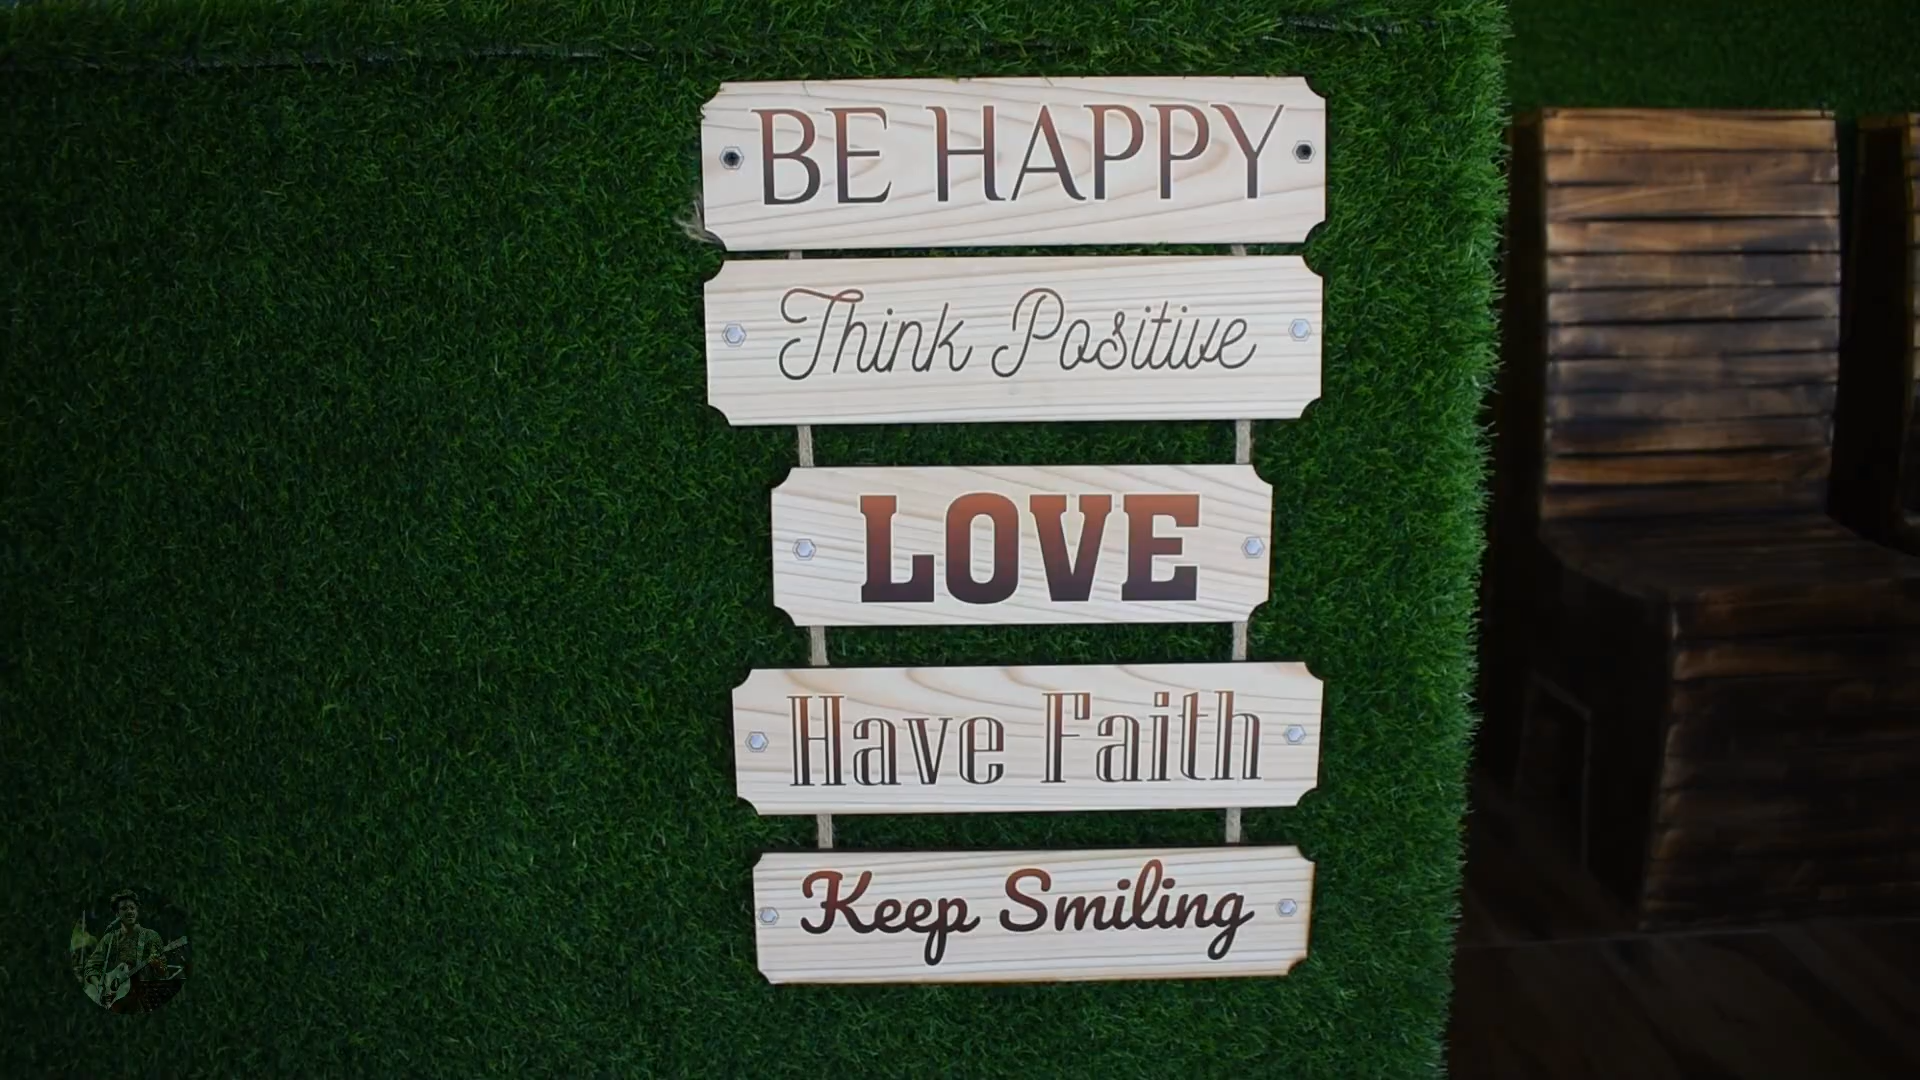 BE HAPPY
Think Positive
LOVE
Have Faith
Keep Smiling